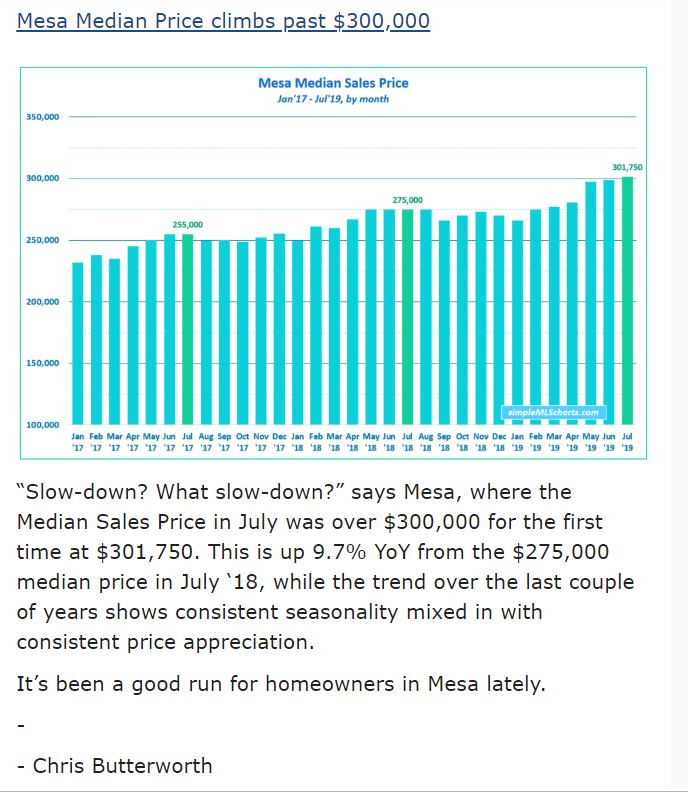 Mesa Median Price climbs past $300,000
Mesa Median Sales Price
Jan'17 - Jul'19, by month
350,000
301,750
300,000
275,000
255,000
250,000
200,000
150,000
simpleMLScharts.com
100,000
Jan Feb Mar Apr May Jun Jul Aug Sep Oct Nov Dec Jan Feb Mar Apr May Jun Jul Aug Sep Oct Nov Dec Jan Feb Mar Apr May Jun Jul
'17 '17 '17 '17 '17 '17 '17 '17 '17 '17 '17 '17 '18 '18 '18 '18 '18 '18 '18 '18 '18 '18 '18 '18 '19 '19 '19 '19 '19 '19 '19
“Slow-down? What slow-down?” says Mesa, where the
Median Sales Price in July was over $300,000 for the first
time at $301,750. This is up 9.7% YoY from the $275,000
median price in July ‘18, while the trend over the last couple
of years shows consistent seasonality mixed in with
consistent price appreciation.
It’s been a good run for homeowners in Mesa lately.
-
- Chris Butterworth